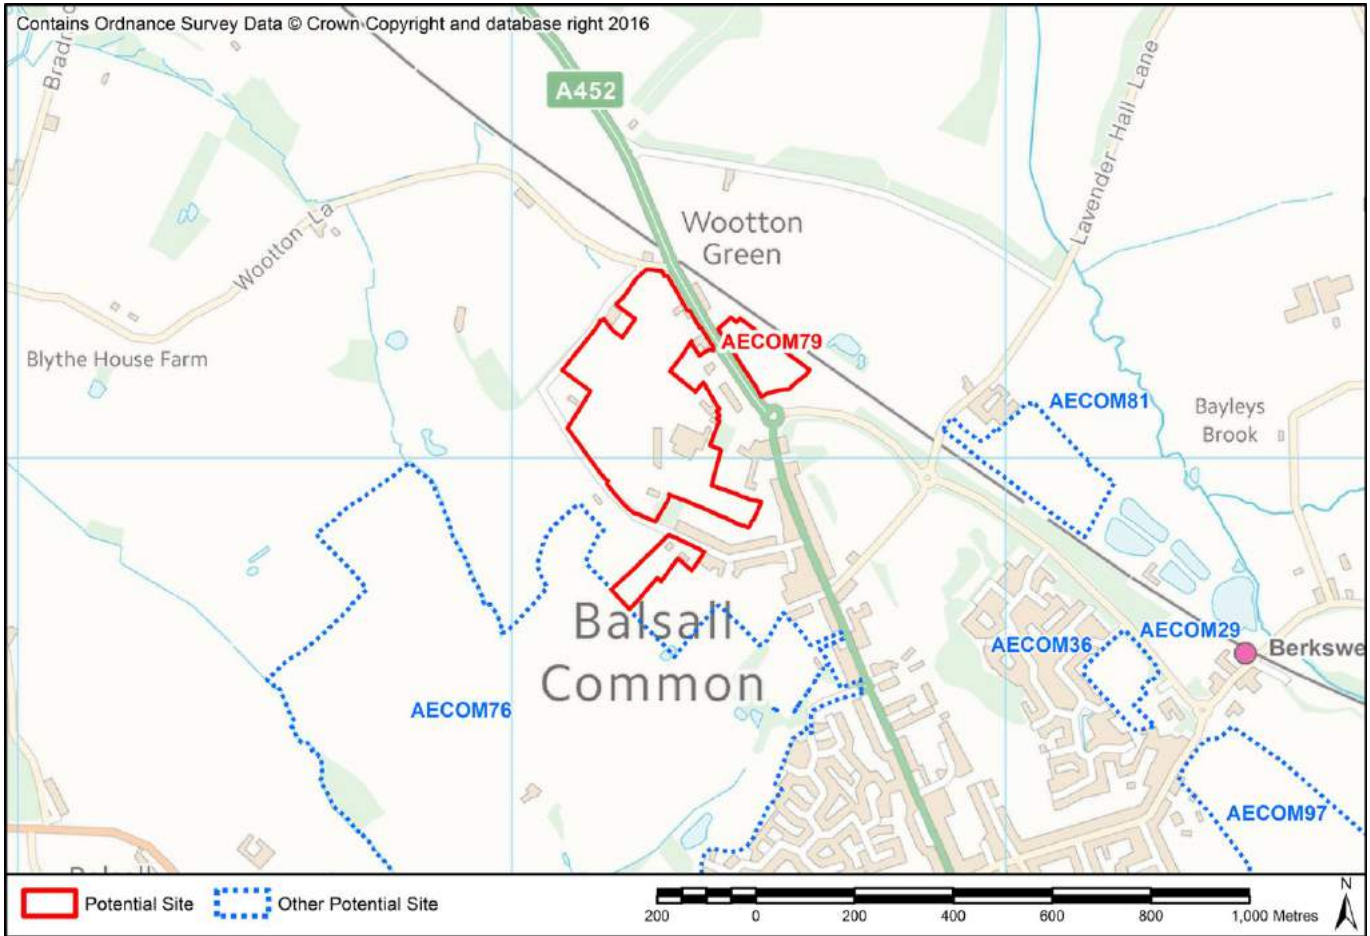 Contains Ordnance Survey Data © Crown Copyright and database right 2016
A452
Lavender Hall Lane
Wootton
Green
Wootton La
AECOM79
Blythe House Farm
AECOM81
Bayleys
Brook
Balsall
Common
AECOM36
AECOM29
Berkswe
AECOM76
AECOM97
Potential Site
Other Potential Site
200 0 200 400 600 800 1,000 Metres
N